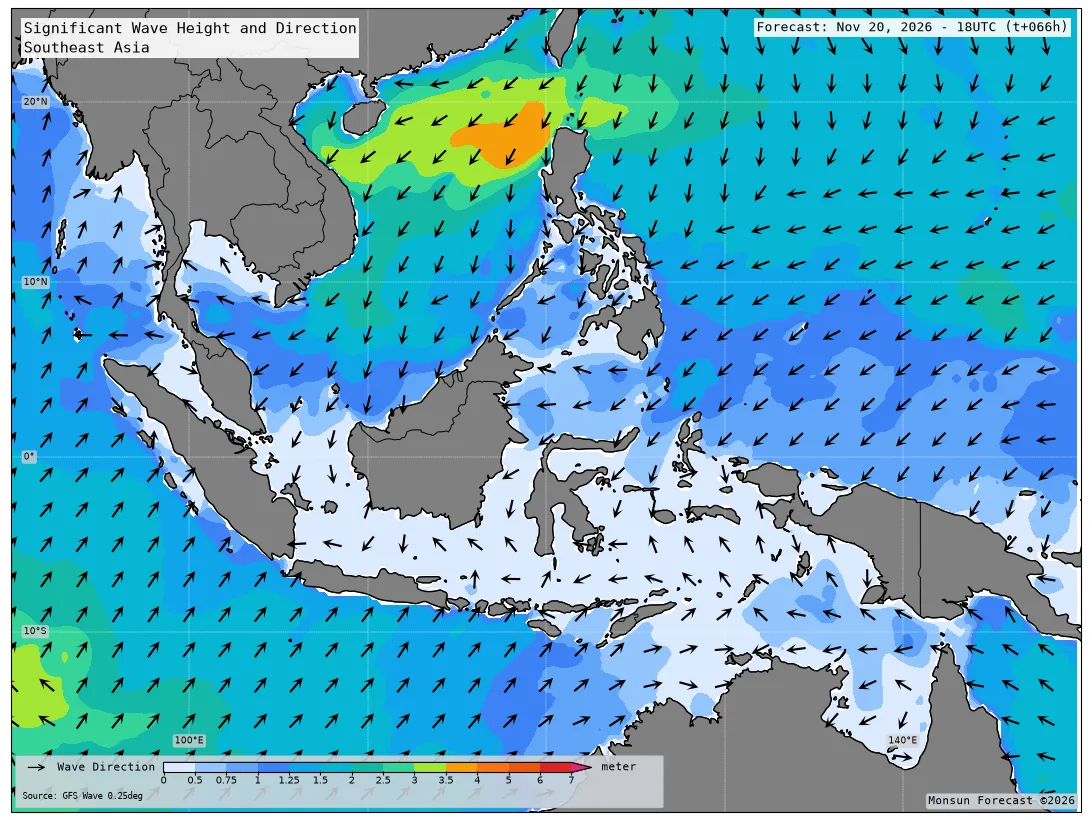 Significant Wave Height and Direction
Southeast Asia
Forecast: Nov 20, 2026 - 18UTC (t+066h)
20°N
10°N
0°
10°S
100°E
140°E
Wave Direction
meter
0 0.5 0.75 1 1.25 1.5 2 2.5 3 3.5 4 5 6 7
Source: GFS Wave 0.25deg
Monsun Forecast ©2026